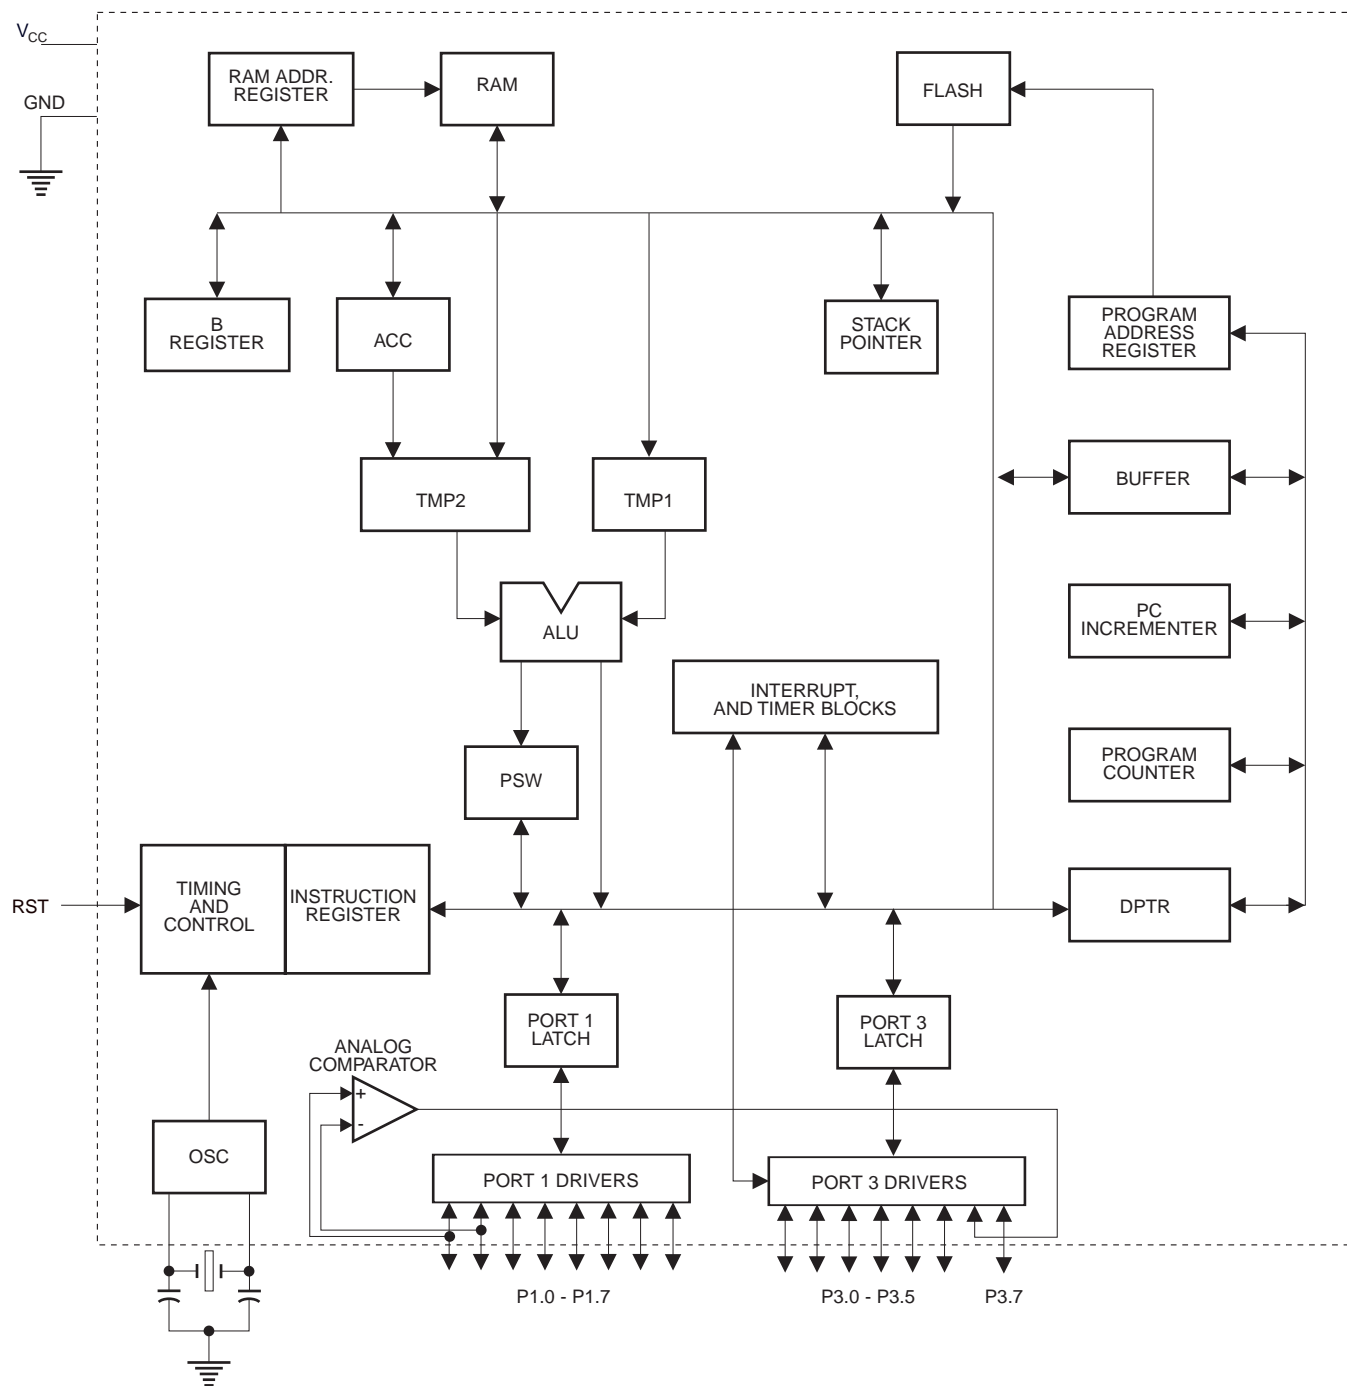 VCC
GND
RAM ADDR.
REGISTER
RAM
FLASH
B
REGISTER
ACC
STACK
POINTER
PROGRAM
ADDRESS
REGISTER
TMP2
TMP1
BUFFER
ALU
PC
INCREMENTER
INTERRUPT,
AND TIMER BLOCKS
PSW
PROGRAM
COUNTER
RST
TIMING
AND
CONTROL
INSTRUCTION
REGISTER
DPTR
PORT 1
LATCH
PORT 3
LATCH
ANALOG
COMPARATOR
+
-
OSC
PORT 1 DRIVERS
PORT 3 DRIVERS
P1.0 - P1.7
P3.0 - P3.5
P3.7